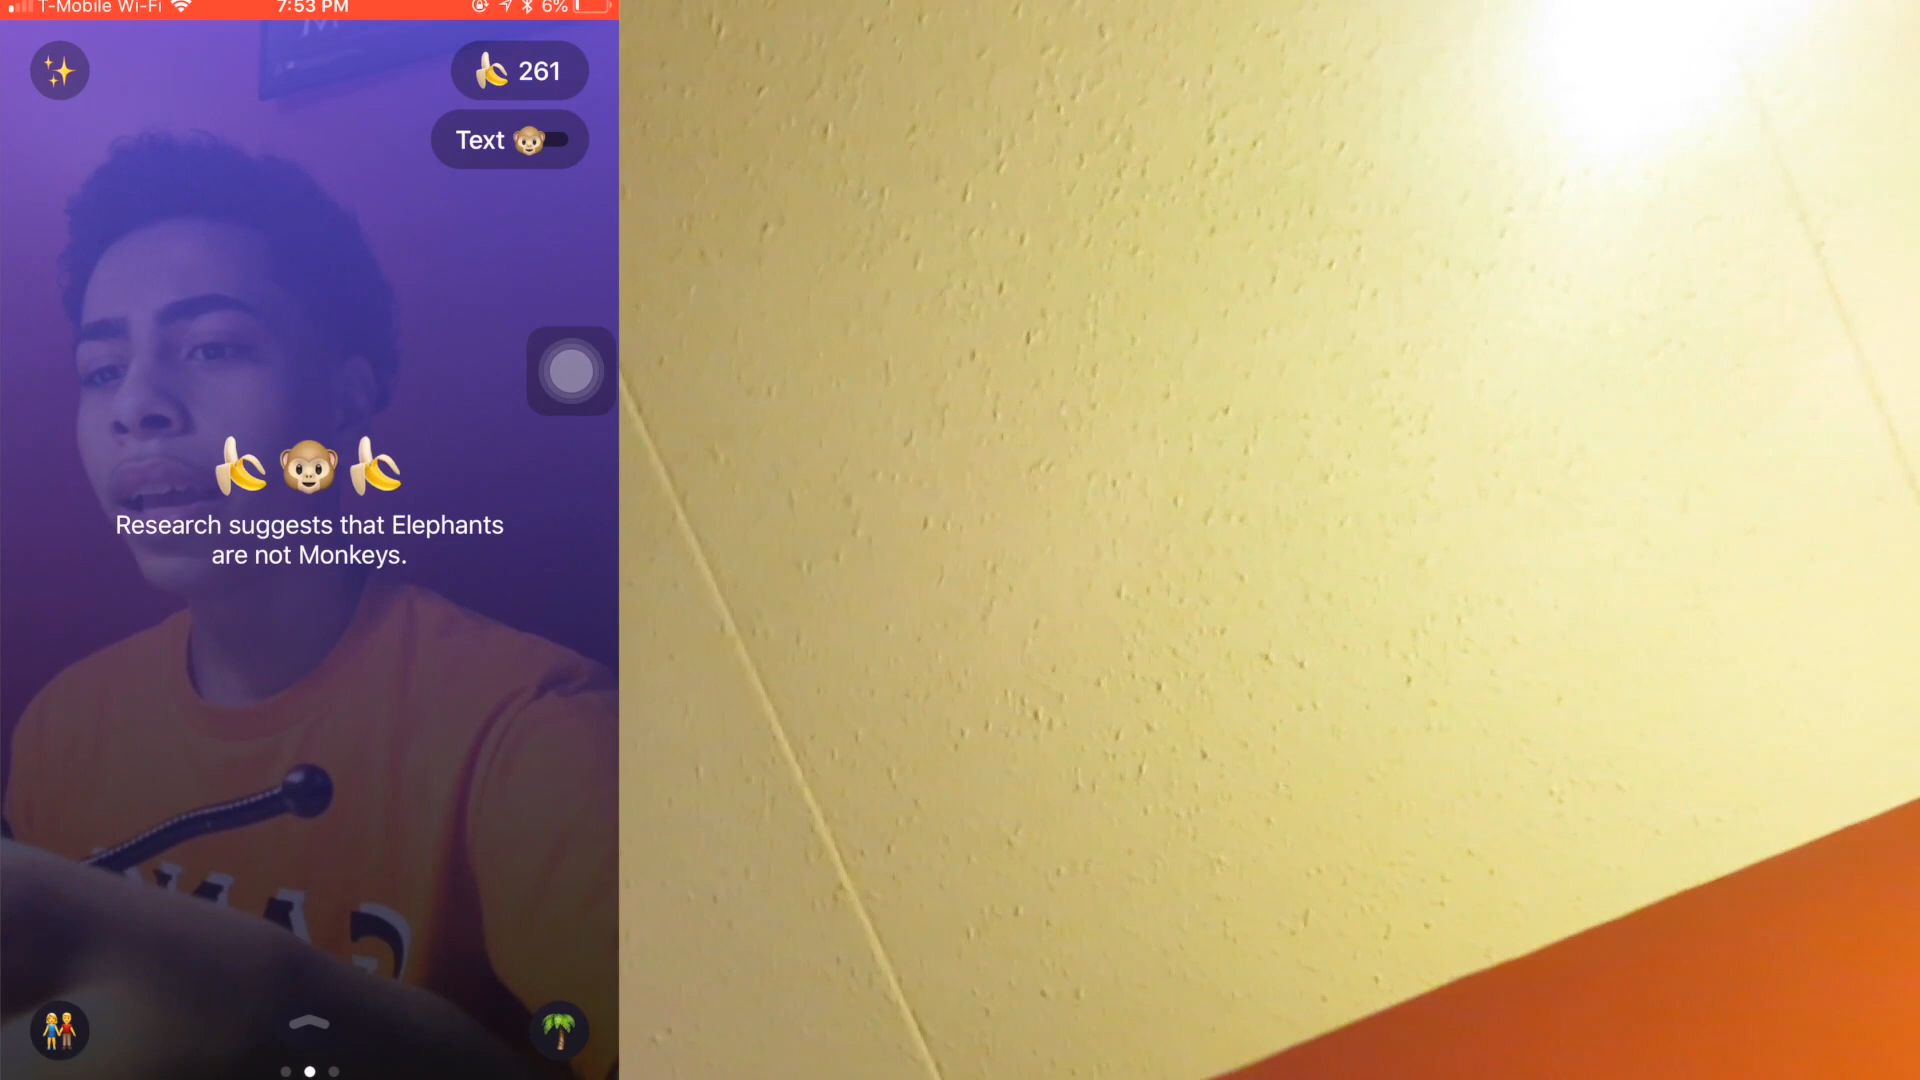 T-Mobile Wi-Fi 7:53 PM 6%
261
Text
Research suggests that Elephants
are not Monkeys.